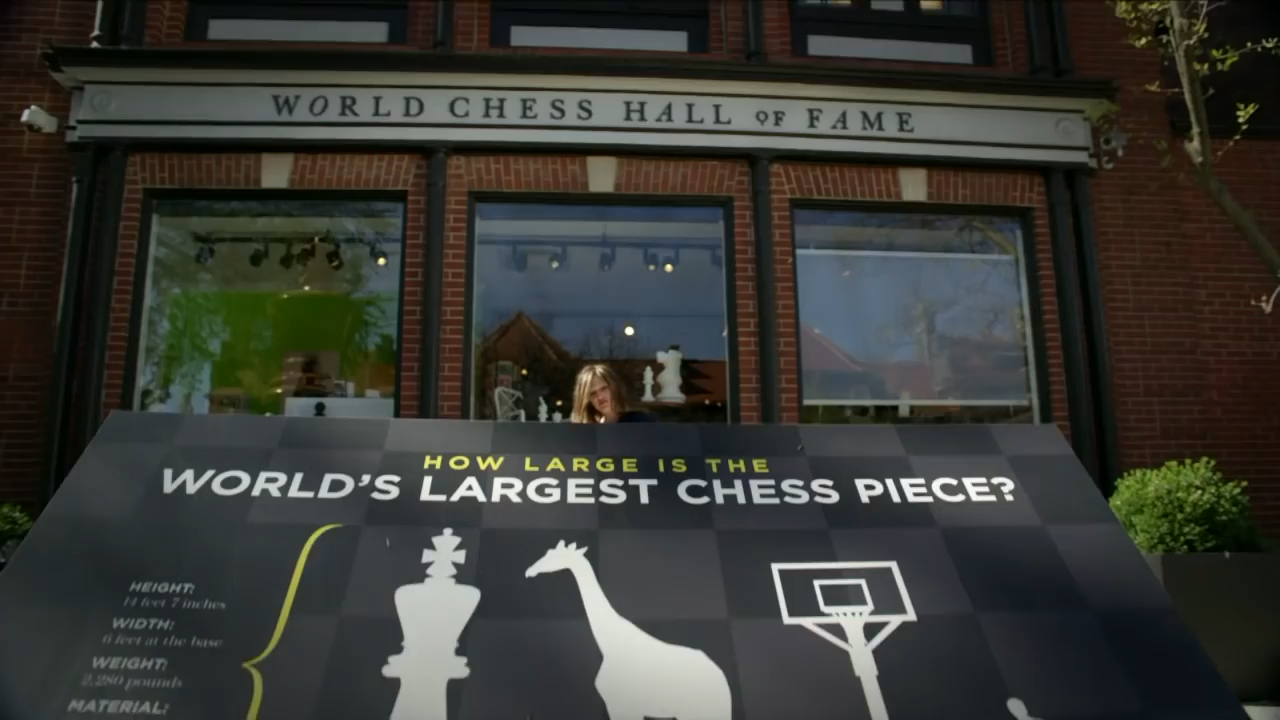 WORLD CHESS HALL OF FAME
HOW LARGE IS THE
WORLD'S LARGEST CHESS PIECE?
HEIGHT:
14 feet 7 inches
WIDTH:
6 feet at the base
WEIGHT:
2,280 pounds
MATERIAL: